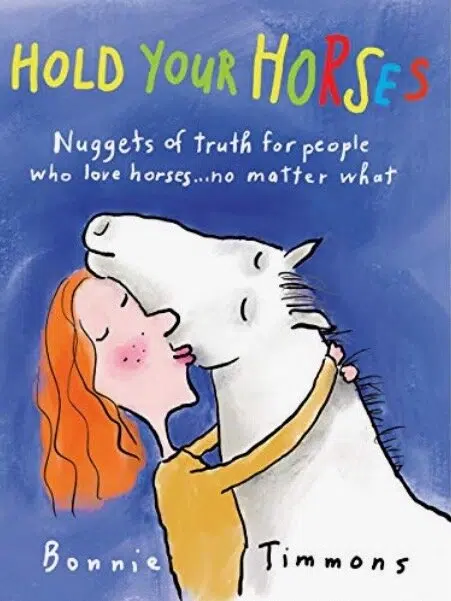 HOLD YOUR HORSES
Nuggets of truth for people
who love horses...no matter what
Bonnie Timmons